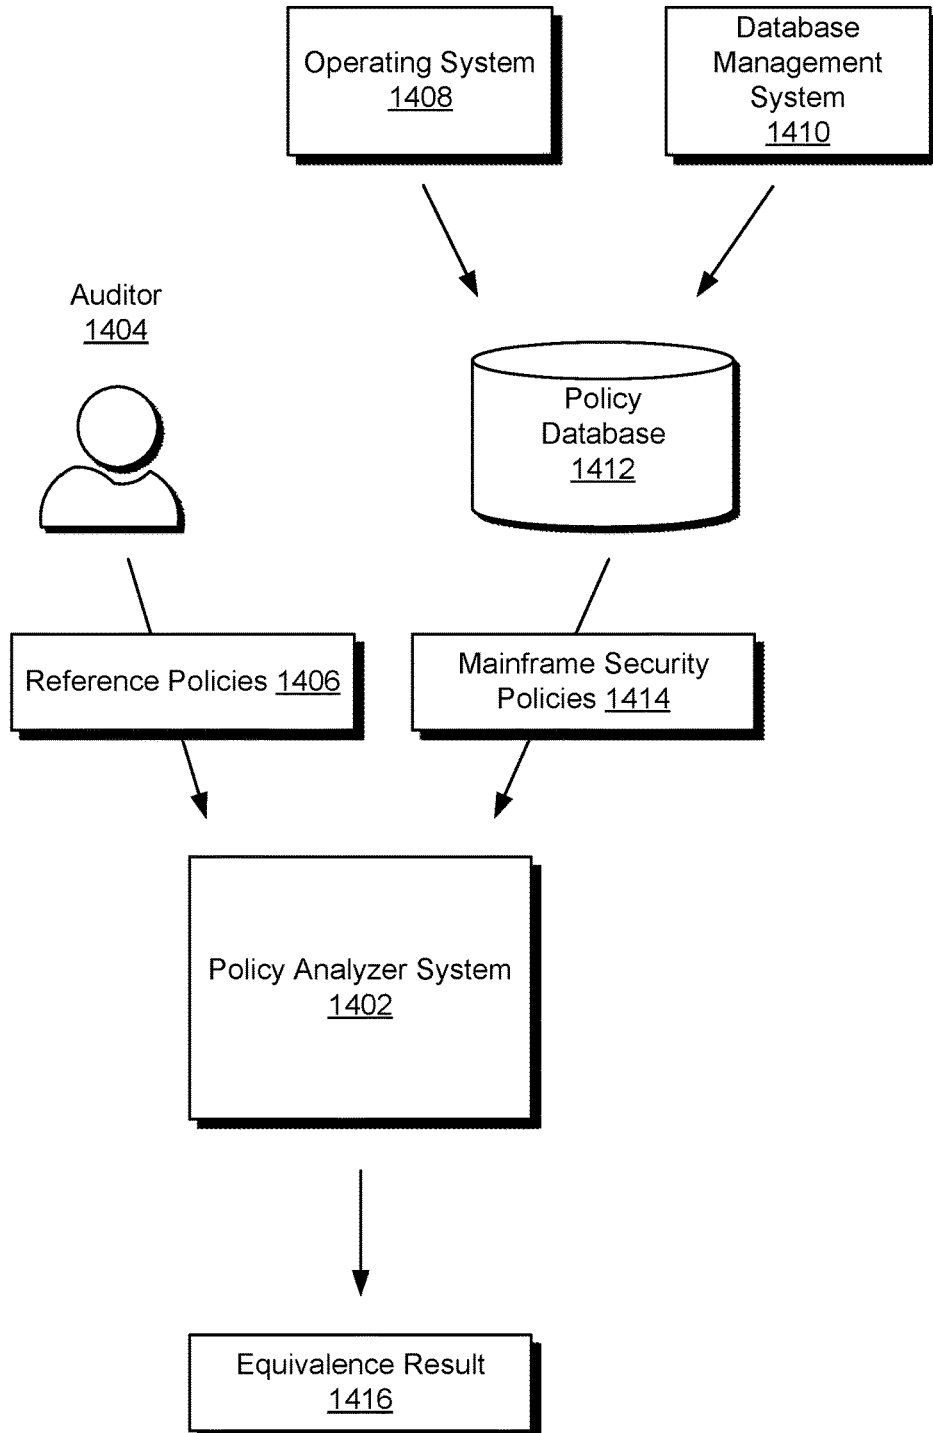 Operating System
1408
Database
Management
System
1410
Auditor
1404
Policy
Database
1412
Reference Policies 1406
Mainframe Security
Policies 1414
Policy Analyzer System
1402
Equivalence Result
1416